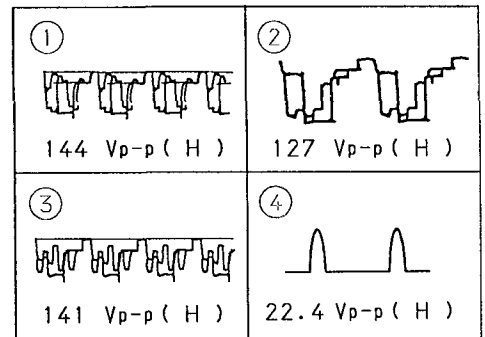 ①
144 Vp-p ( H )
②
127 Vp-p ( H )
③
141 Vp-p ( H )
④
22.4 Vp-p ( H )